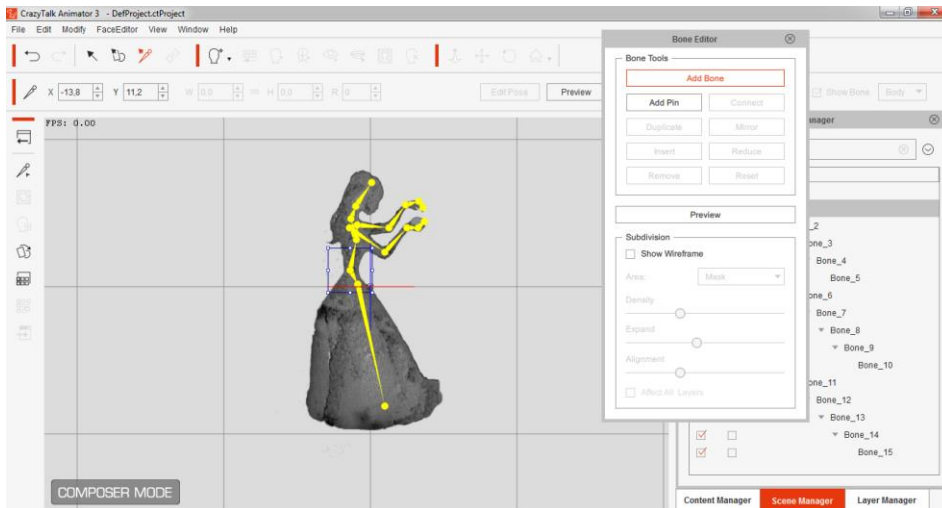 CrazyTalk Animator 3 - DefProject.ctProject
File Edit Modify FaceEditor View Window Help
X -13,8 Y 11,2 W 0,0 H 0,0 R 0 Edit Pose Preview Show Bone Body
FPS: 0.00
Bone Editor
Bone Tools
Add Bone
Add Pin Connect
Duplicate Mirror
Insert Reduce
Remove Reset
Preview
Subdivision
Show Wireframe
Area: Mask
Density
Expand
Alignment
Affect All Layers
anager
_2
one_3
Bone_4
Bone_5
one_6
Bone_7
Bone_8
Bone_9
Bone_10
one_11
Bone_12
Bone_13
Bone_14
Bone_15
COMPOSER MODE
Content Manager Scene Manager Layer Manager